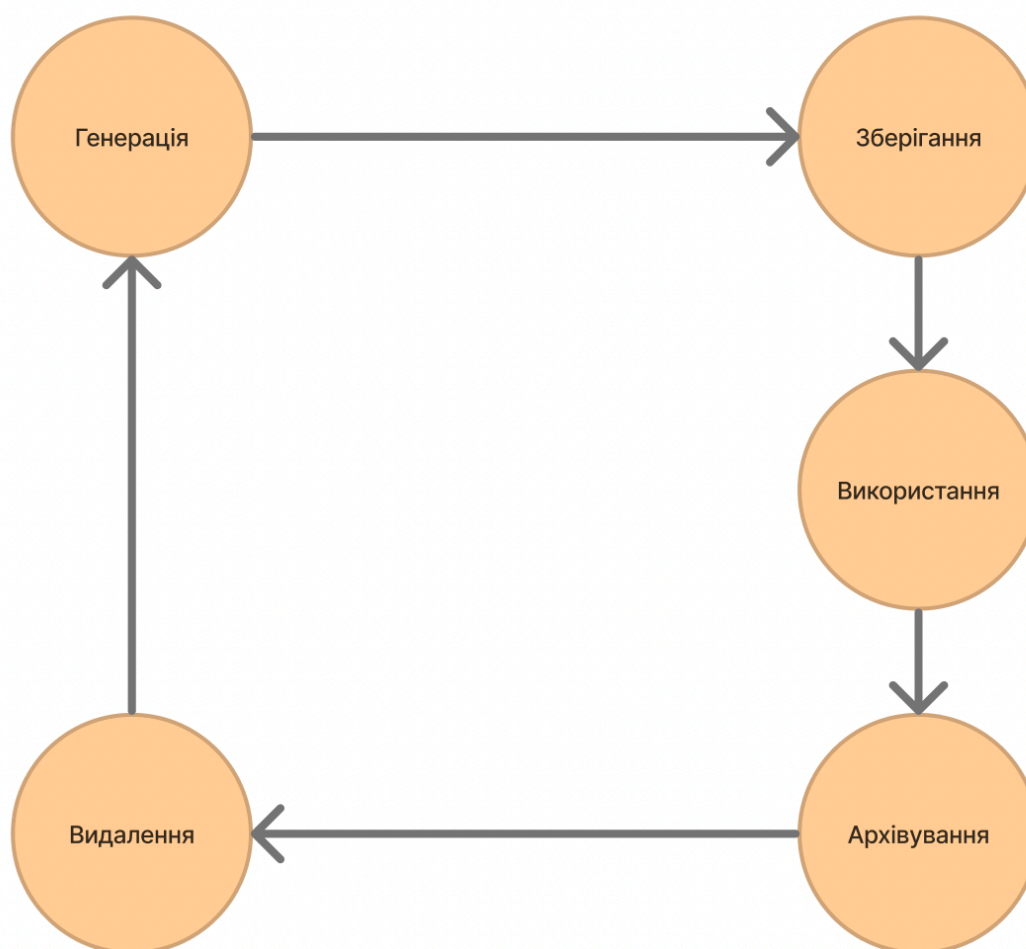 Генерація
Зберігання
Використання
Видалення
Архівування